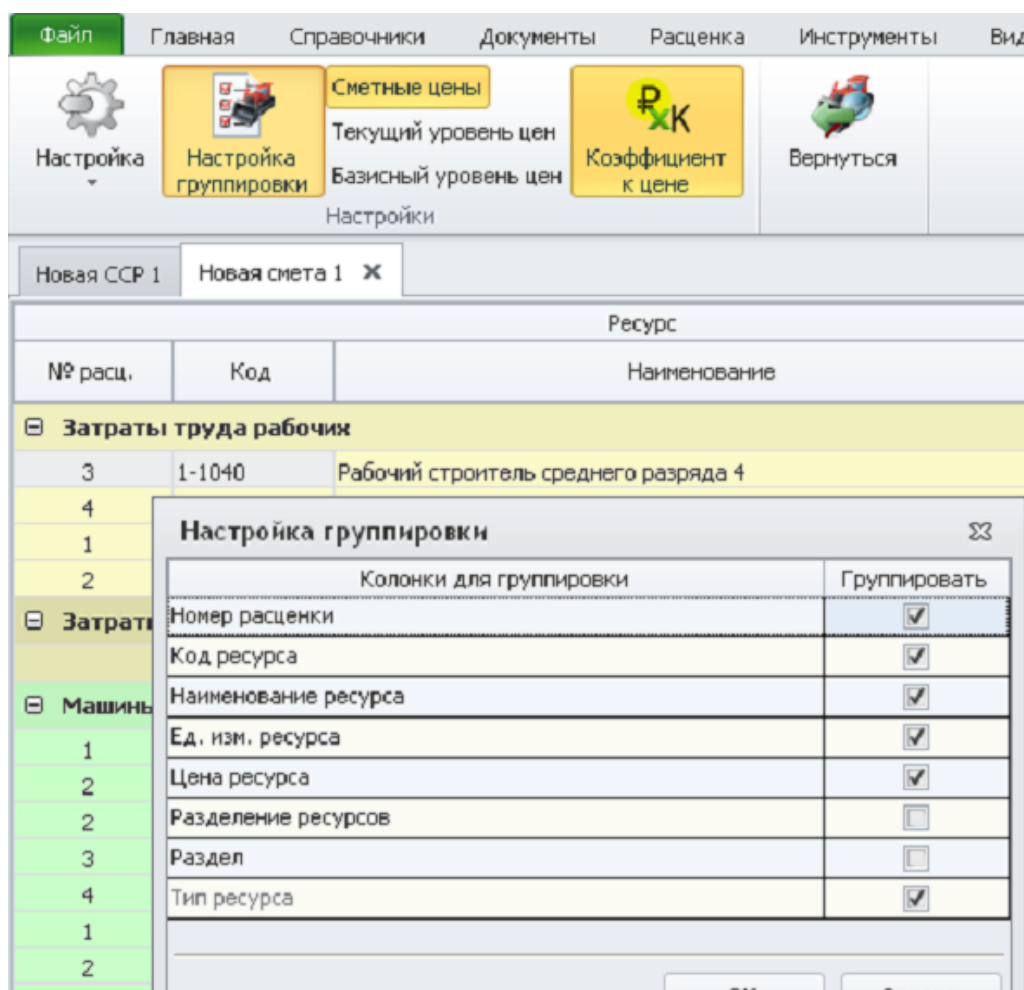 Файл Главная Справочники Документы Расценка Инструменты Вид
Сметные цены
Текущий уровень цен
Базисный уровень цен
Настройка
Настройка группировки
₽xК
Коэффициент к цене
Вернуться
Настройки
Новая ССР 1 Новая смета 1
Ресурс
№ расц. Код Наименование
Затраты труда рабочих
3 1-1040 Рабочий строитель среднего разряда 4
4
1
2
Затраты
Машины
1
2
2
3
4
1
2
Настройка группировки
Колонки для группировки Группировать
Номер расценки
Код ресурса
Наименование ресурса
Ед. изм. ресурса
Цена ресурса
Разделение ресурсов
Раздел
Тип ресурса